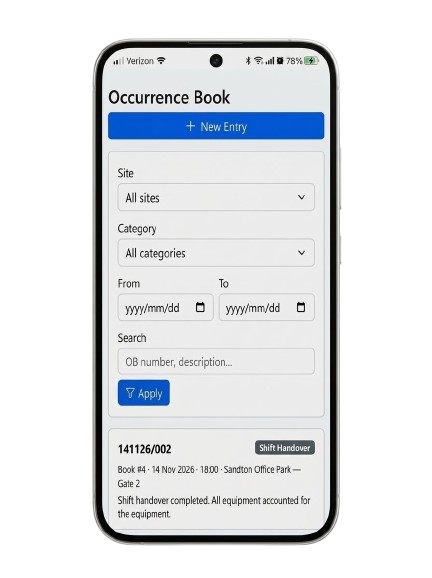 Verizon 78%
Occurrence Book
+ New Entry
Site
All sites
Category
All categories
From To
yyyy/mm/dd yyyy/mm/dd
Search
OB number, description...
Apply
141126/002 Shift Handover
Book #4 · 14 Nov 2026 · 18:00 · Sandton Office Park —
Gate 2
Shift handover completed. All equipment accounted for
the equipment.